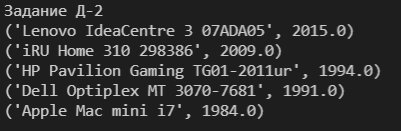 Задание Д-2
('Lenovo IdeaCentre 3 07ADA05', 2015.0)
('iRU Home 310 298386', 2009.0)
('HP Pavilion Gaming TG01-2011ur', 1994.0)
('Dell Optiplex MT 3070-7681', 1991.0)
('Apple Mac mini i7', 1984.0)